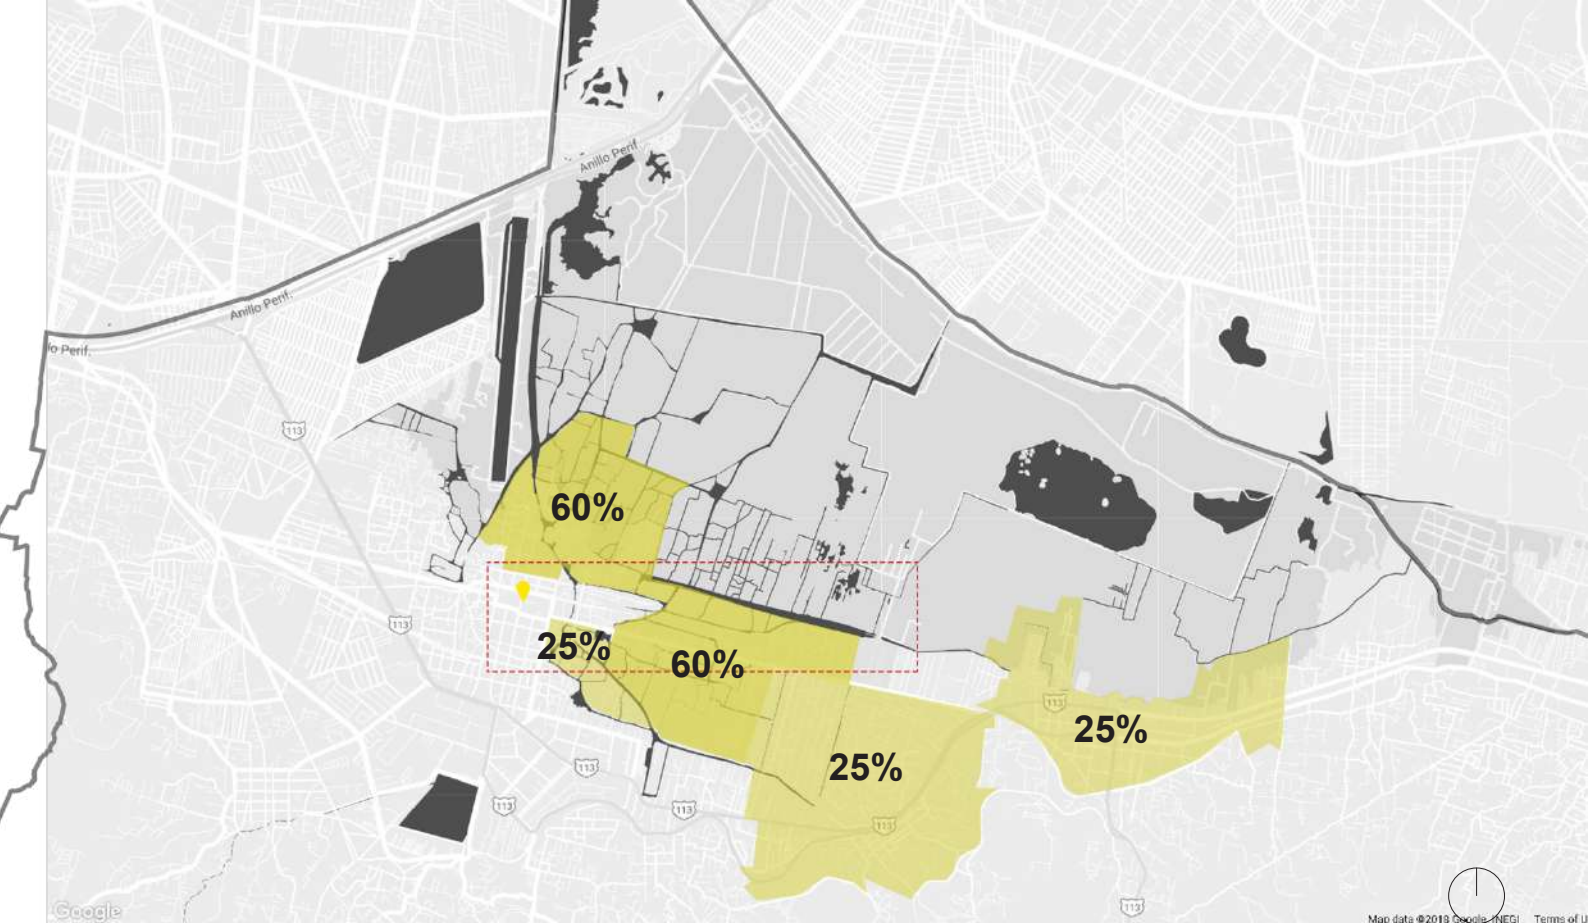 Anillo Perif.
Anillo Perif.
lo Perif.
113
60%
113
25%
60%
113
25%
25%
113
113
113
113
113
Google
Map data ©2018 Google, INEGI Terms of U